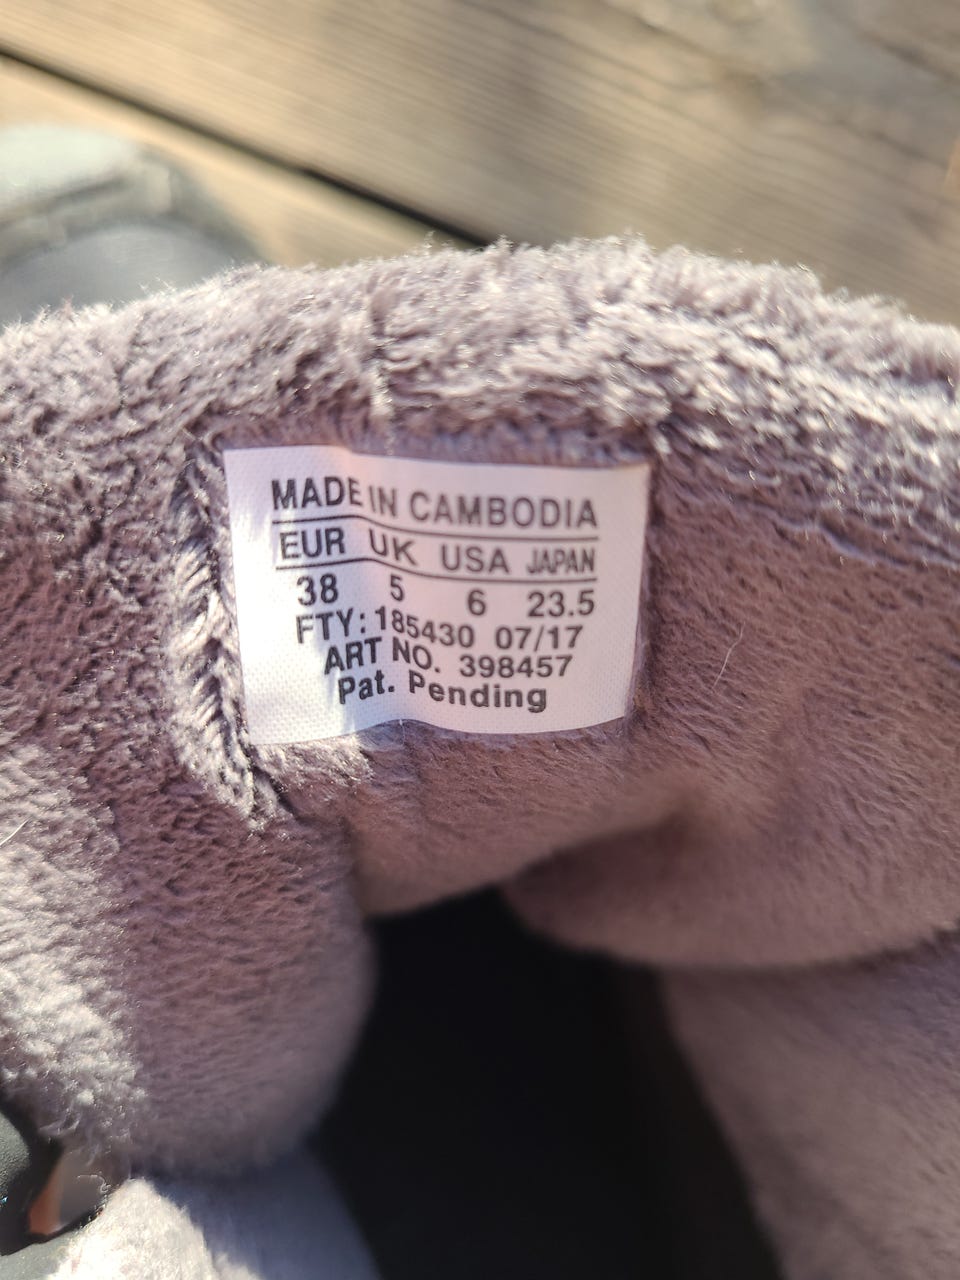 MADE IN CAMBODIA
EUR UK USA JAPAN
38 5 6 23.5
FTY: 185430 07/17
ART NO. 398457
Pat. Pending